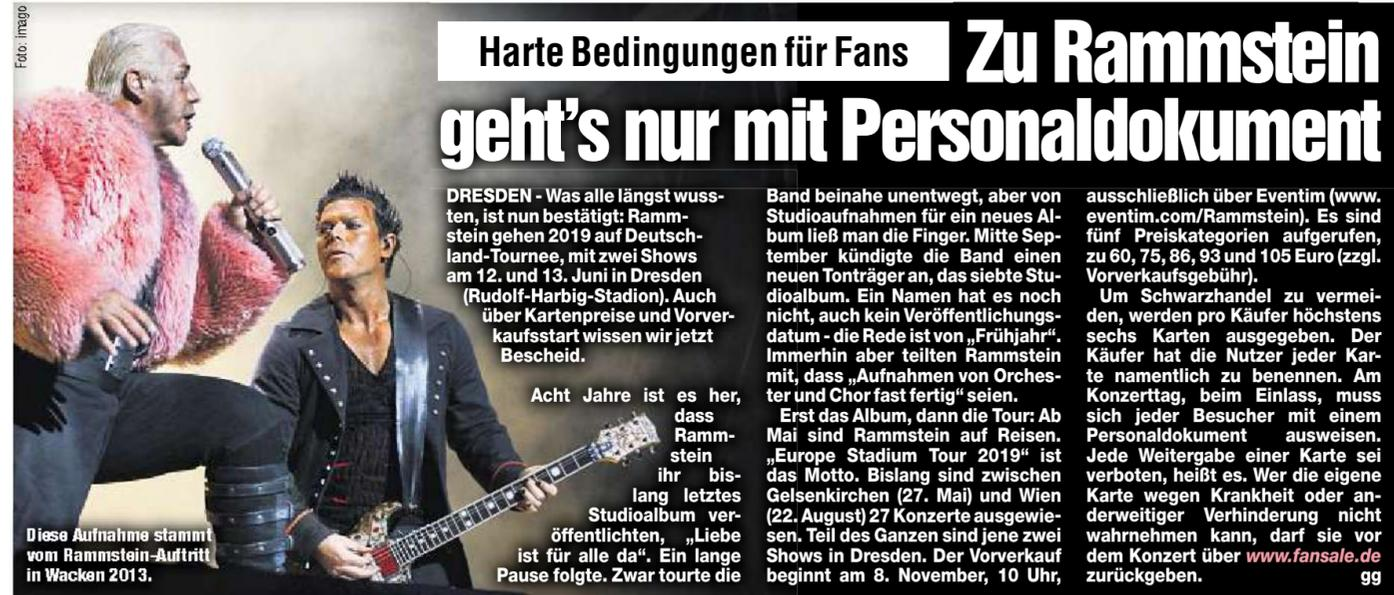 Foto: imago
Harte Bedingungen für Fans
Zu Rammstein
geht's nur mit Personaldokument
DRESDEN - Was alle längst wuss-
ten, ist nun bestätigt: Ramm-
stein gehen 2019 auf Deutsch-
land-Tournee, mit zwei Shows
am 12. und 13. Juni in Dresden
(Rudolf-Harbig-Stadion). Auch
über Kartenpreise und Vorver-
kaufsstart wissen wir jetzt
Bescheid.
Acht Jahre ist es her,
dass
Ramm-
stein
ihr bis-
lang letztes
Studioalbum ver-
öffentlichten, „Liebe
ist für alle da“. Ein lange
Pause folgte. Zwar tourte die
Band beinahe unentwegt, aber von
Studioaufnahmen für ein neues Al-
bum ließ man die Finger. Mitte Sep-
tember kündigte die Band einen
neuen Tonträger an, das siebte Stu-
dioalbum. Ein Namen hat es noch
nicht, auch kein Veröffentlichungs-
datum - die Rede ist von „Frühjahr“.
Immerhin aber teilten Rammstein
mit, dass „Aufnahmen von Orches-
ter und Chor fast fertig“ seien.
Erst das Album, dann die Tour: Ab
Mai sind Rammstein auf Reisen.
„Europe Stadium Tour 2019“ ist
das Motto. Bislang sind zwischen
Gelsenkirchen (27. Mai) und Wien
(22. August) 27 Konzerte ausgewie-
sen. Teil des Ganzen sind jene zwei
Shows in Dresden. Der Vorverkauf
beginnt am 8. November, 10 Uhr,
ausschließlich über Eventim (www.
eventim.com/Rammstein). Es sind
fünf Preiskategorien aufgerufen,
zu 60, 75, 86, 93 und 105 Euro (zzgl.
Vorverkaufsgebühr).
Um Schwarzhandel zu vermei-
den, werden pro Käufer höchstens
sechs Karten ausgegeben. Der
Käufer hat die Nutzer jeder Kar-
te namentlich zu benennen. Am
Konzerttag, beim Einlass, muss
sich jeder Besucher mit einem
Personaldokument ausweisen.
Jede Weitergabe einer Karte sei
verboten, heißt es. Wer die eigene
Karte wegen Krankheit oder an-
derweitiger Verhinderung nicht
wahrnehmen kann, darf sie vor
dem Konzert über www.fansale.de
zurückgeben. gg
Diese Aufnahme stammt
vom Rammstein-Auftritt
in Wacken 2013.